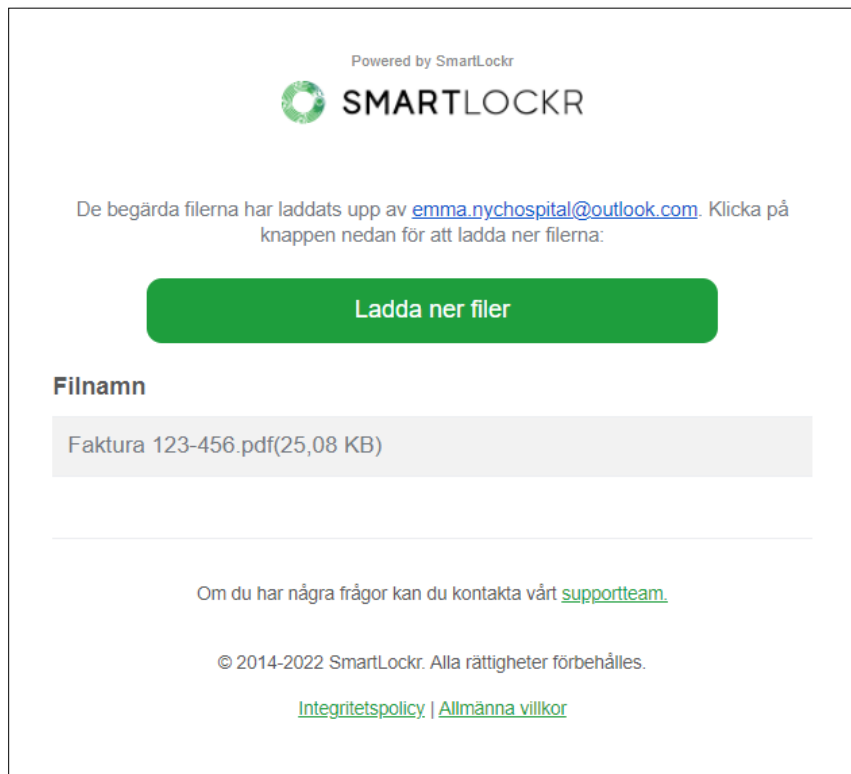 Powered by SmartLockr
SMARTLOCKR
De begärda filerna har laddats upp av emma.nychospital@outlook.com. Klicka på
knappen nedan för att ladda ner filerna:
Ladda ner filer
Filnamn
Faktura 123-456.pdf(25,08 KB)
Om du har några frågor kan du kontakta vårt supportteam.
© 2014-2022 SmartLockr. Alla rättigheter förbehålles.
Integritetspolicy | Allmänna villkor